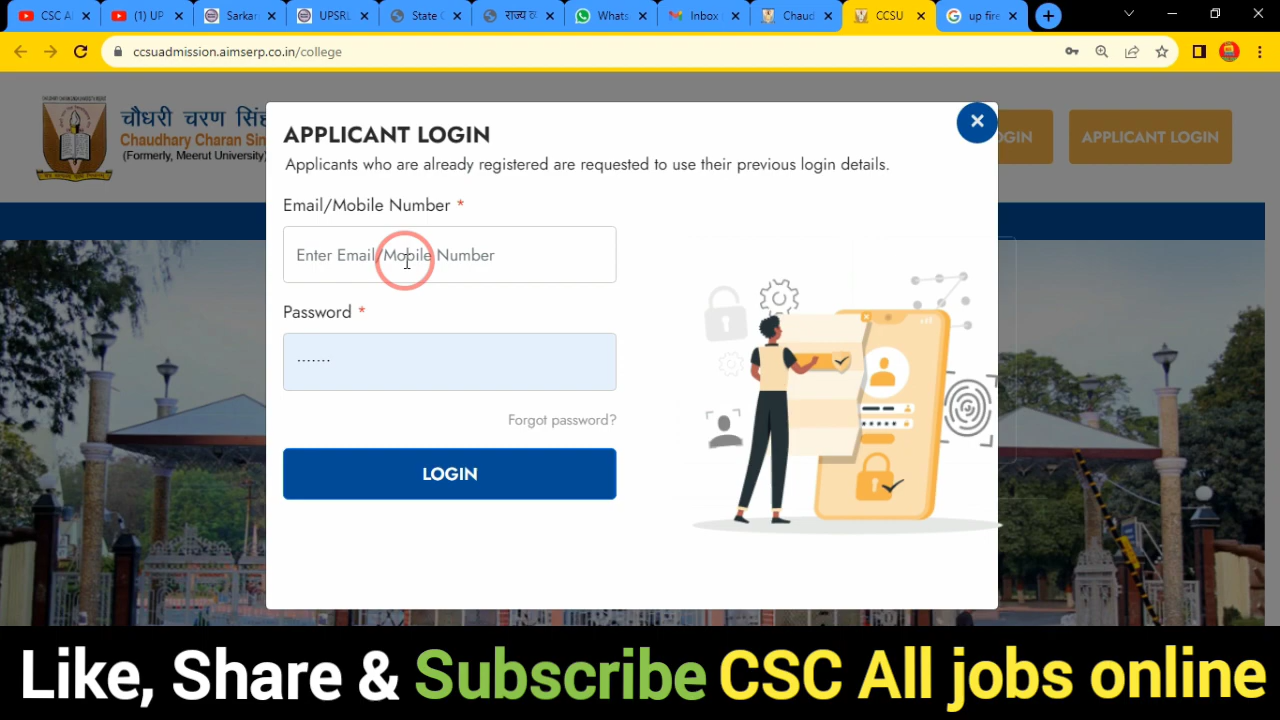 CSC Al
(1) UP
Sarkar
UPSRL
State C
राज्य
Whats
Inbox
Chaud
CCSU
up fire
ccsuadmission.aimserp.co.in/college
चौधरी चरण सिंह
Chaudhary Charan Sin
(Formerly, Meerut University)
OGIN
APPLICANT LOGIN
APPLICANT LOGIN
Applicants who are already registered are requested to use their previous login details.
Email/Mobile Number *
Enter Email/Mobile Number
Password *
.......
Forgot password?
LOGIN
Like, Share & Subscribe CSC All jobs online